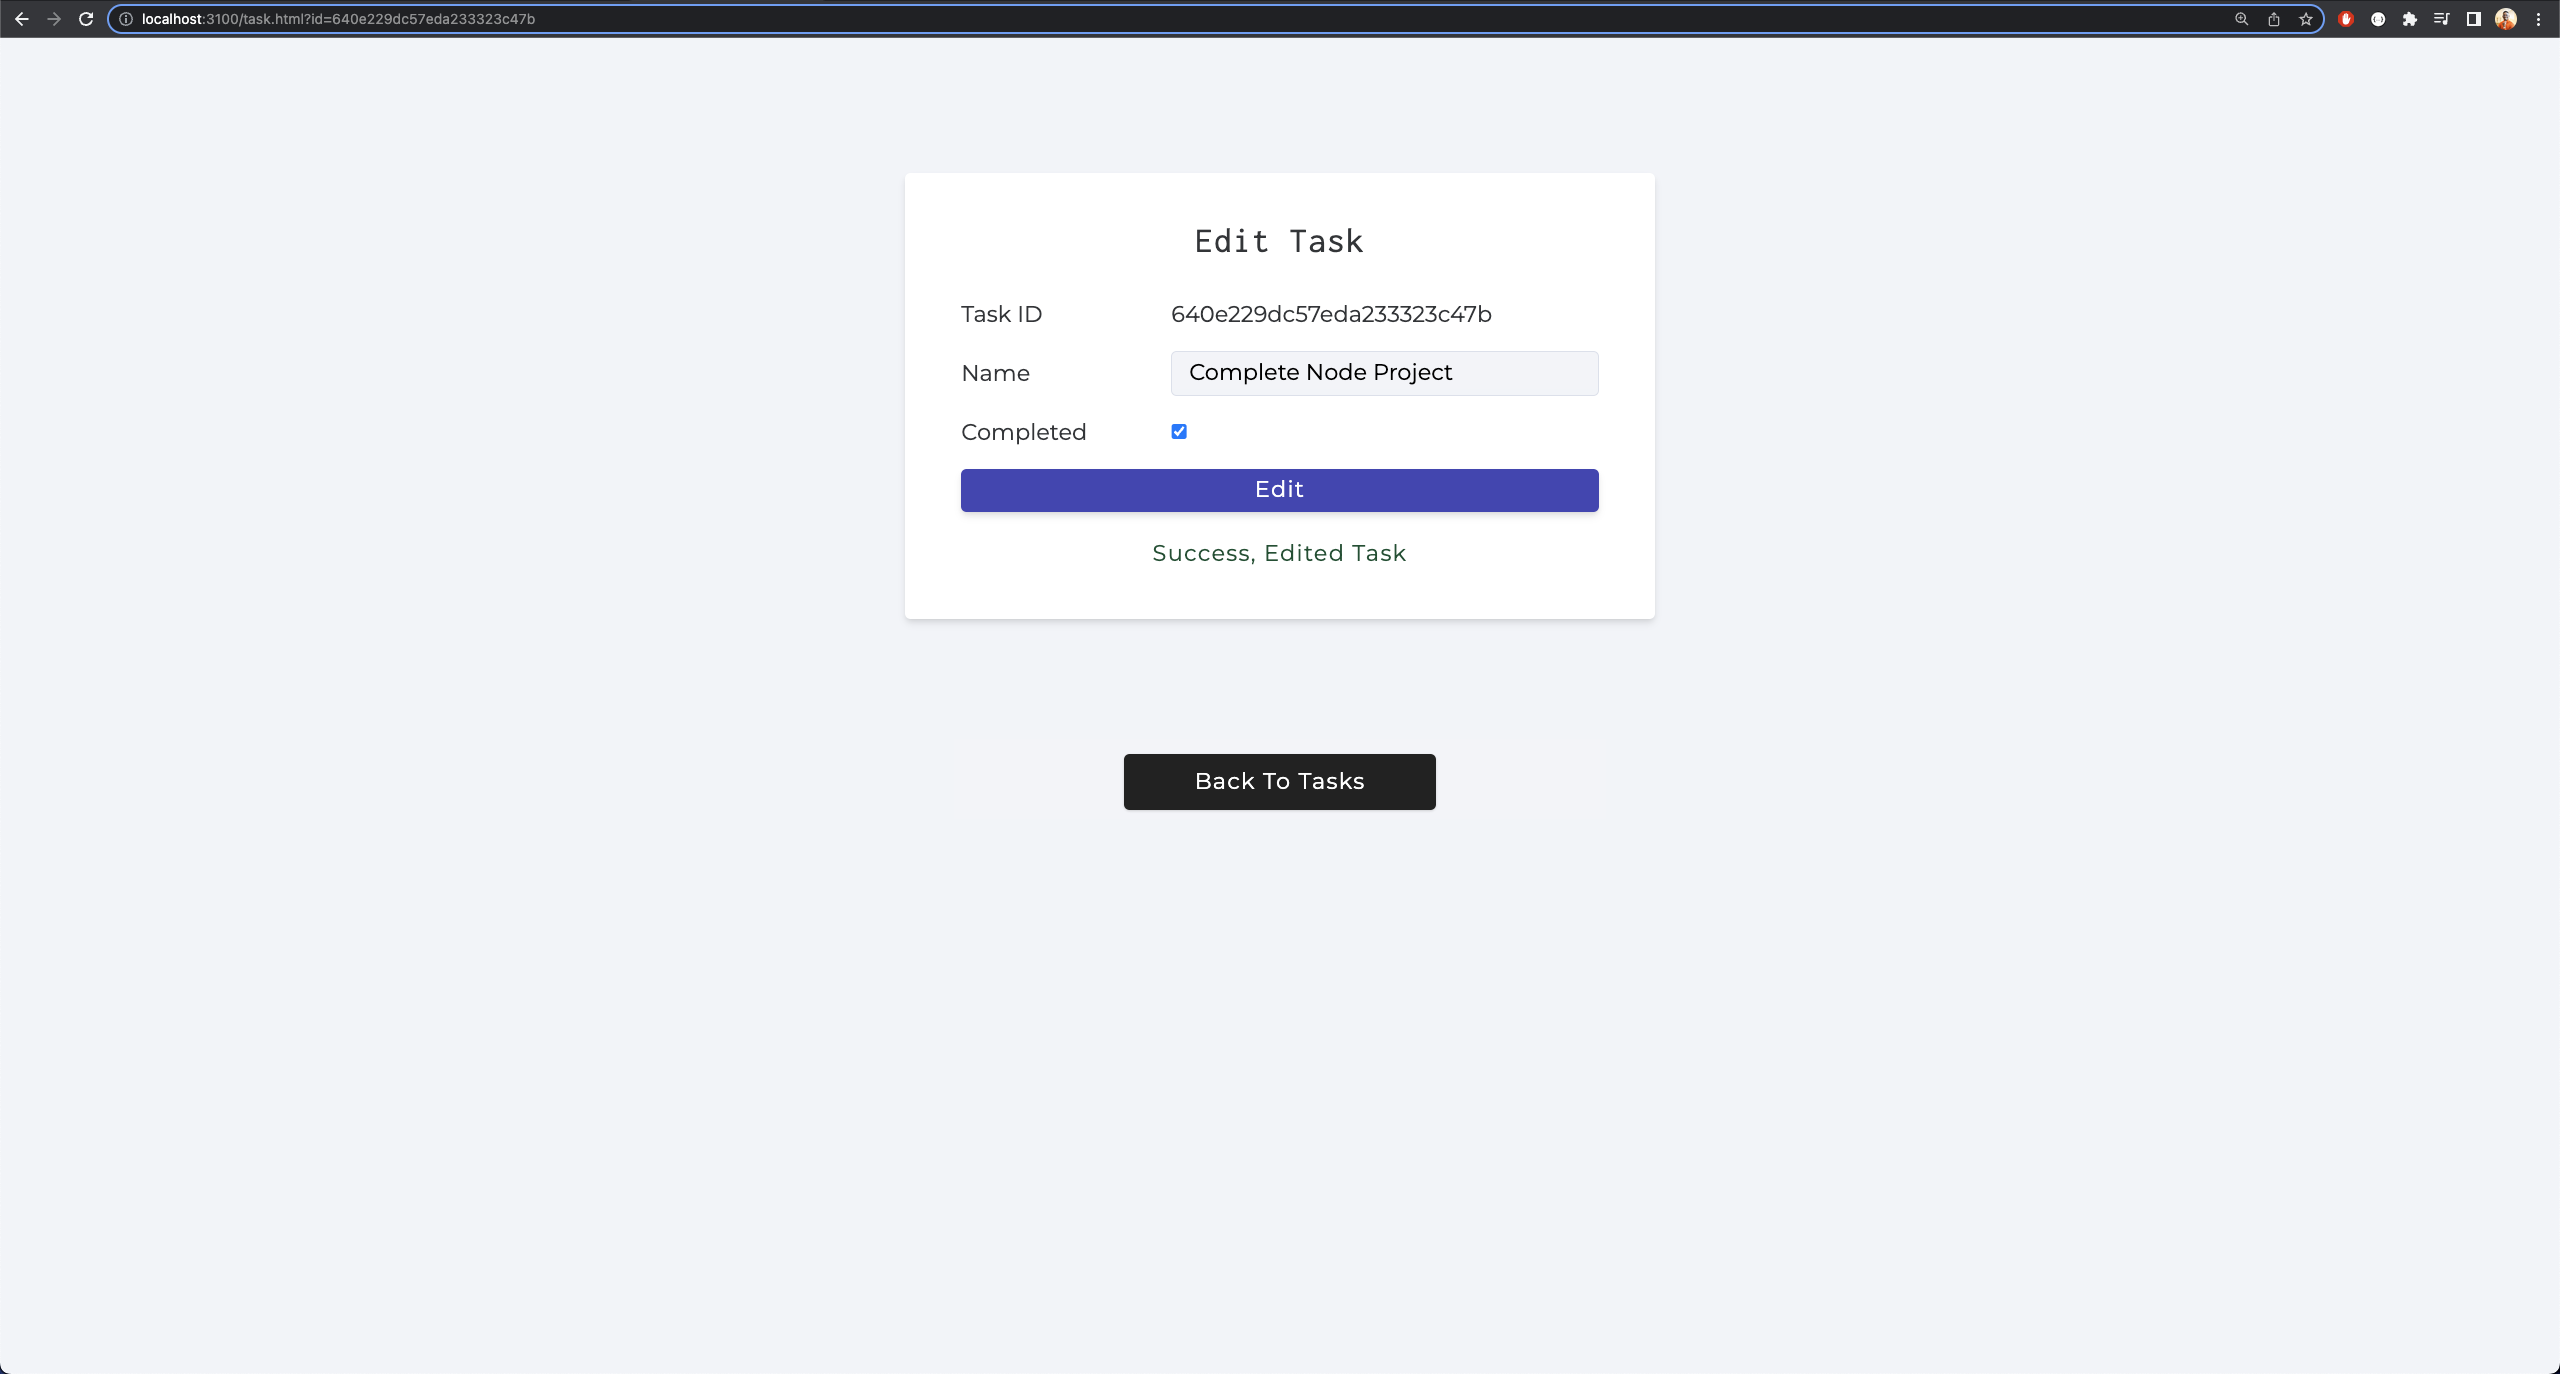 localhost:3100/task.html?id=640e229dc57eda233323c47b
Edit Task
Task ID 640e229dc57eda233323c47b
Name Complete Node Project
Completed
Edit
Success, Edited Task
Back To Tasks